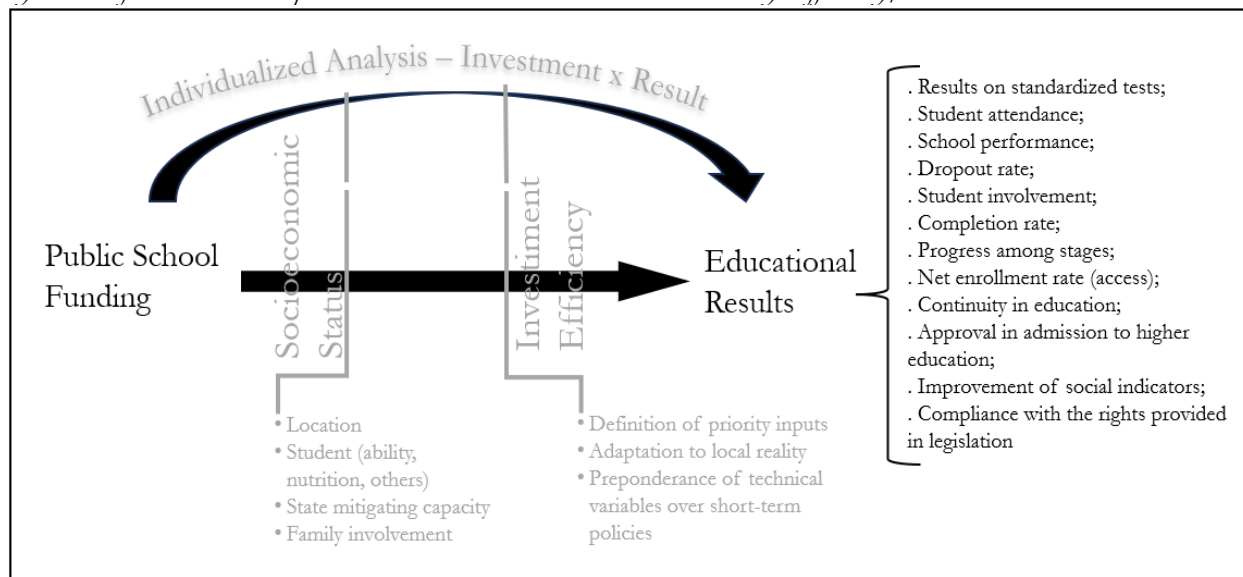 Individualized Analysis – Investment x Result
Public School
Funding
Socioeconomic
Status
Investiment
Efficiency
Educational
Results
• Location
• Student (ability,
nutrition, others)
• State mitigating capacity
• Family involvement
• Definition of priority inputs
• Adaptation to local reality
• Preponderance of technical
variables over short-term
policies
. Results on standardized tests;
. Student attendance;
. School performance;
. Dropout rate;
. Student involvement;
. Completion rate;
. Progress among stages;
. Net enrollment rate (access);
. Continuity in education;
. Approval in admission to higher
education;
. Improvement of social indicators;
. Compliance with the rights provided
in legislation